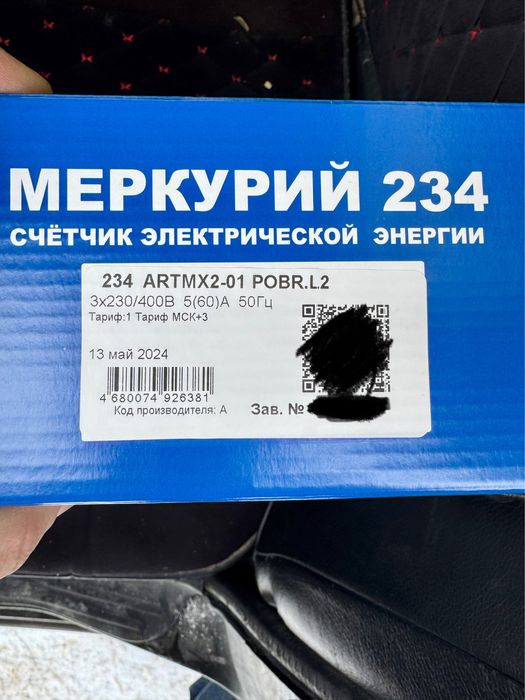 МЕРКУРИЙ 234
СЧЁТЧИК ЭЛЕКТРИЧЕСКОЙ ЭНЕРГИИ
234 ARTMX2-01 POBR.L2
3x230/400В 5(60)А 50Гц
Тариф:1 Тариф МСК+3
13 май 2024
4 680074 926381
Код производителя: А
Зав. №